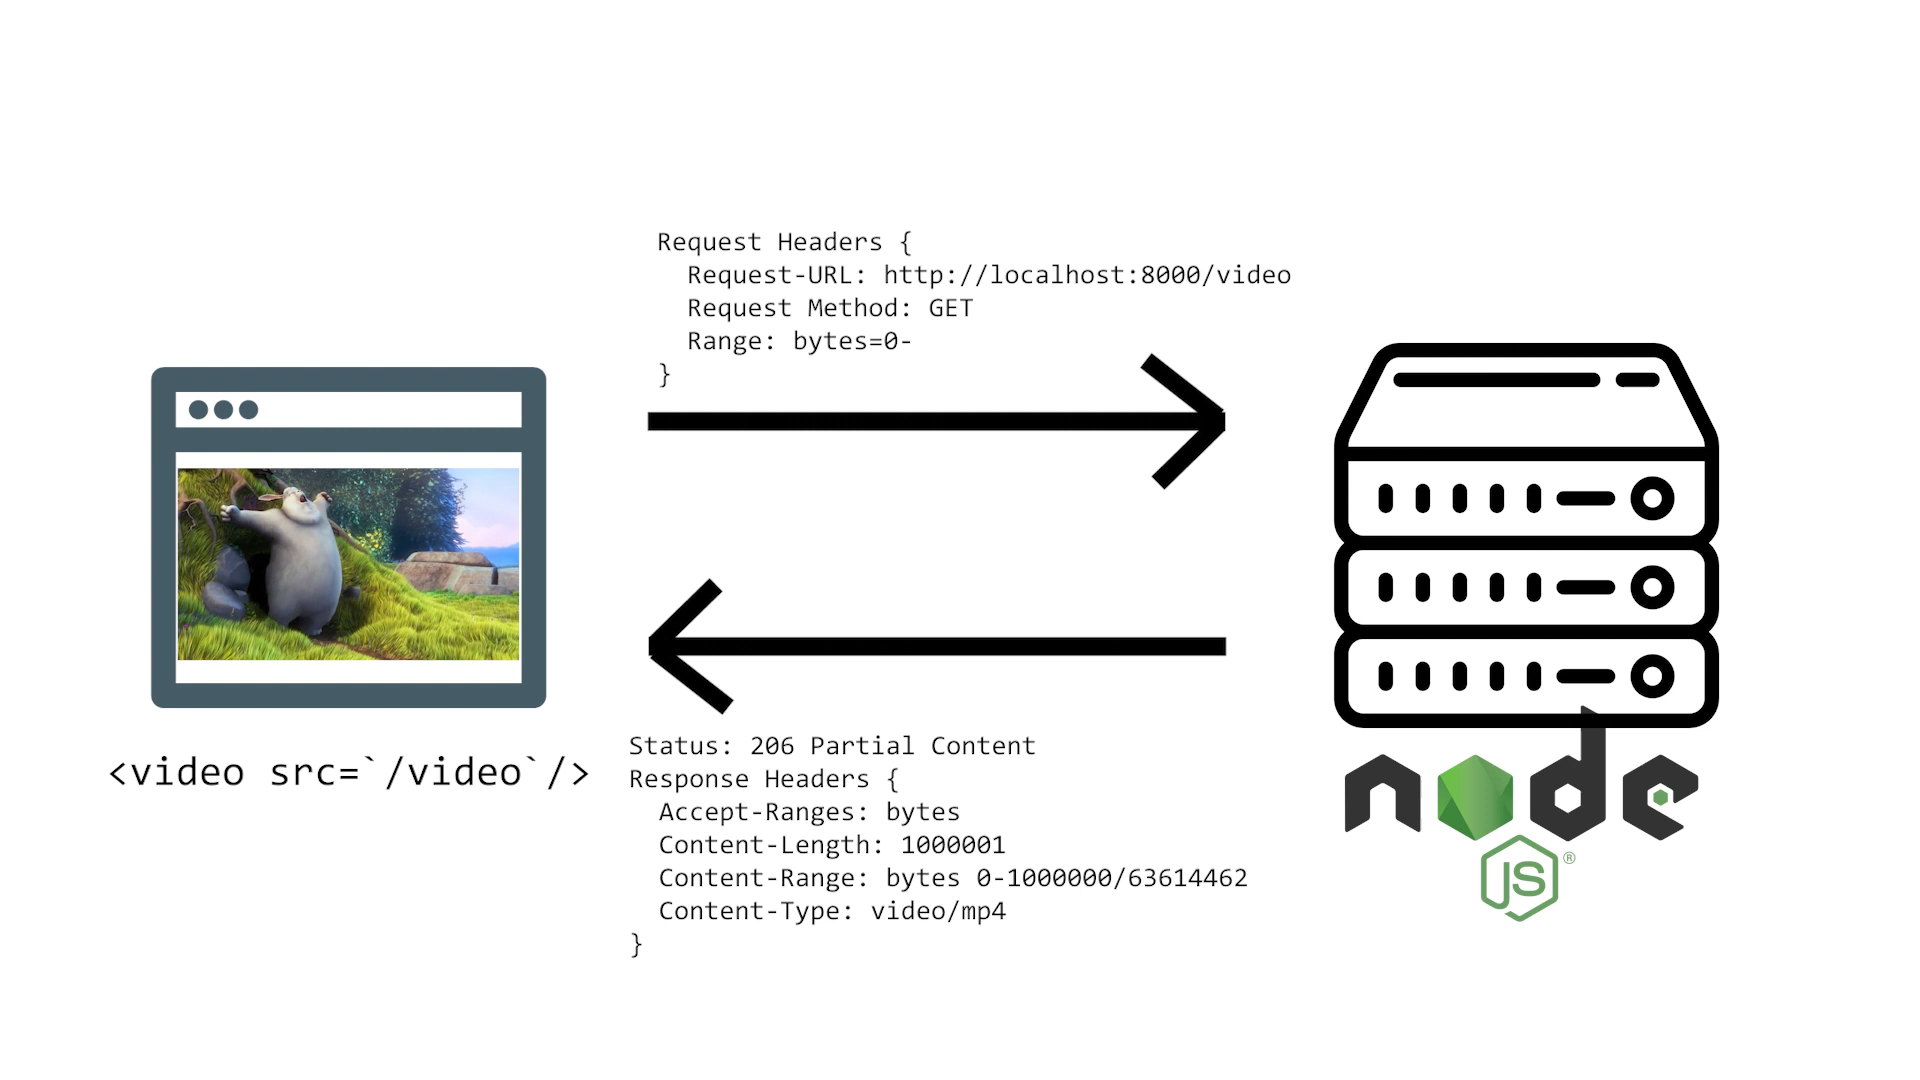 Request Headers {
Request-URL: http://localhost:8000/video
Request Method: GET
Range: bytes=0-
}
<video src=`/video`/>
Status: 206 Partial Content
Response Headers {
Accept-Ranges: bytes
Content-Length: 1000001
Content-Range: bytes 0-1000000/63614462
Content-Type: video/mp4
}
node
JS®